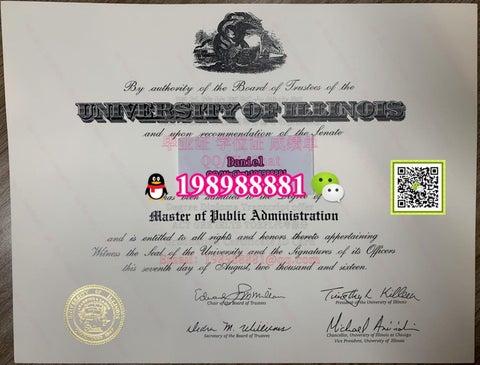 By authority of the Board of Trustees of the
UNIVERSITY OF ILLINOIS
and upon recommendation of the Senate
毕业证 学位证 成绩单
Daniel
198988881
has been admitted to the Degree of
Master of Public Administration
and is entitled to all rights and honors thereto appertaining
Witness the Seal of the University and the Signatures of its Officers
this seventh day of August, two thousand and sixteen.
Chair of the Board of Trustees
President of the University of Illinois
Secretary of the Board of Trustees
Chancellor, University of Illinois at Chicago
Vice President, University of Illinois